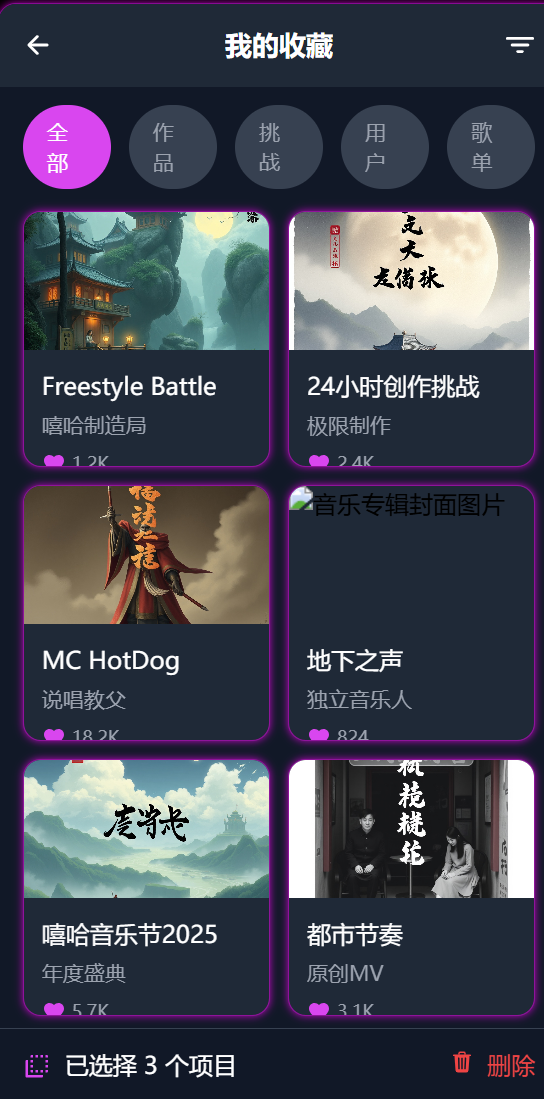 我的收藏
全
部
作
品
挑
战
用
户
歌
单
Freestyle Battle
嘻哈制造局
1.2K
24小时创作挑战
极限制作
2.4K
MC HotDog
说唱教父
18.2K
音乐专辑封面图片
地下之声
独立音乐人
824
嘻哈音乐节2025
年度盛典
5.7K
都市节奏
原创MV
3.1K
已选择 3 个项目
删除